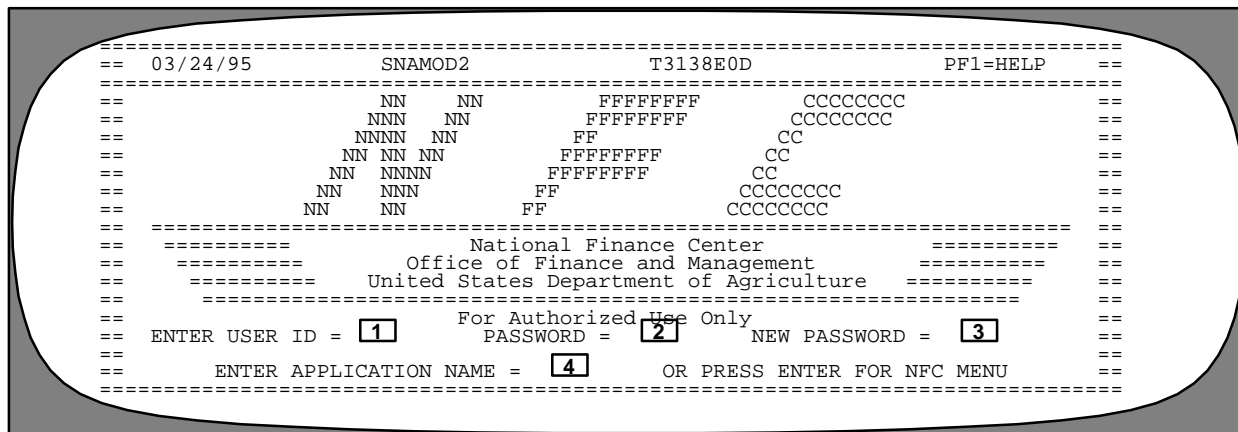 ===============================================================================
== 03/24/95 SNAMOD2 T3138E0D PF1=HELP ==
===============================================================================
== NN NN FFFFFFFF CCCCCCCC ==
== NNN NN FFFFFFFF CCCCCCCC ==
== NNNN NN FF CC ==
== NN NN NN FFFFFFFF CC ==
== NN NNNN FFFFFFFF CC ==
== NN NNN FF CCCCCCCC ==
== NN NN FF CCCCCCCC ==
== ======================================================================= ==
== ========== National Finance Center ========== ==
== ========== Office of Finance and Management ========== ==
== ========== United States Department of Agriculture ========== ==
== =============================================================== ==
== For Authorized Use Only ==
== ENTER USER ID = 1 PASSWORD = 2 NEW PASSWORD = 3 ==
== ==
== ENTER APPLICATION NAME = 4 OR PRESS ENTER FOR NFC MENU ==
===============================================================================